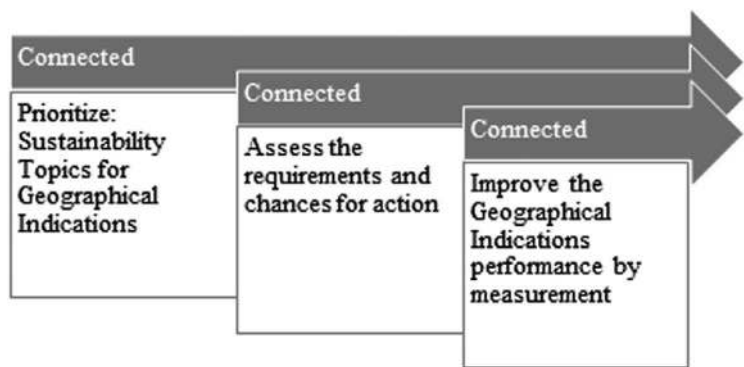 Connected
Prioritize:
Sustainability
Topics for
Geographical
Indications
Connected
Assess the
requirements and
chances for action
Connected
Improve the
Geographical
Indications
performance by
measurement